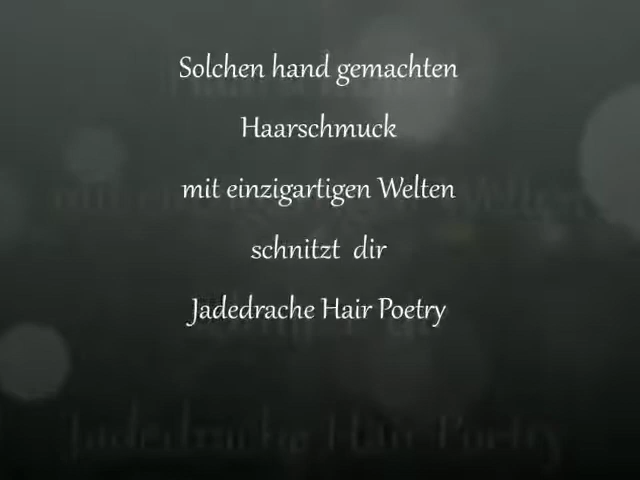 Solchen hand gemachten
Haarschmuck
mit einzigartigen Welten
schnitzt dir
Jadedrache Hair Poetry